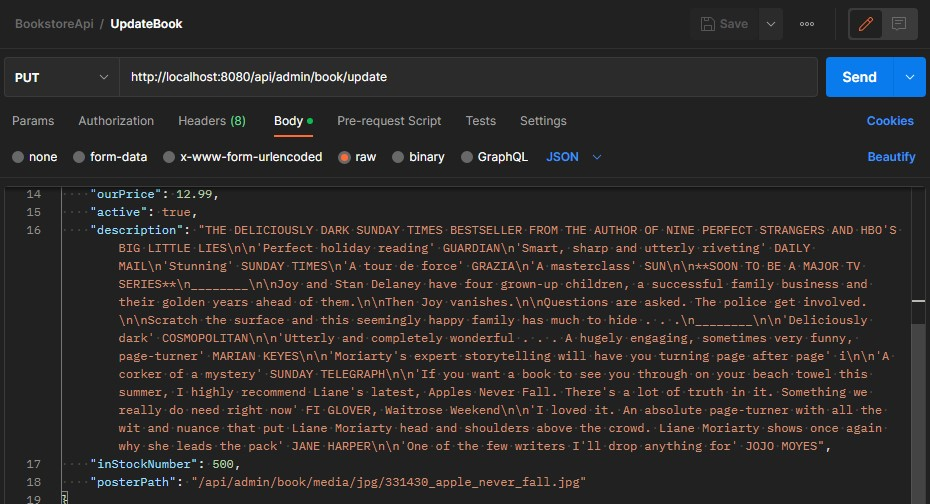 BookstoreApi / UpdateBook
Save
PUT
http://localhost:8080/api/admin/book/update
Send
Params Authorization Headers (8) Body Pre-request Script Tests Settings Cookies
none form-data x-www-form-urlencoded raw binary GraphQL JSON Beautify
14 "ourPrice": 12.99,
15 "active": true,
16 "description": "THE DELICIOUSLY DARK SUNDAY TIMES BESTSELLER FROM THE AUTHOR OF NINE PERFECT STRANGERS AND HBO'S
BIG LITTLE LIES\n\n'Perfect holiday reading' GUARDIAN\n'Smart, sharp and utterly riveting' DAILY
MAIL\n'Stunning' SUNDAY TIMES\n'A tour de force' GRAZIA\n'A masterclass' SUN\n\n**SOON TO BE A MAJOR TV
SERIES**\n________\n\nJoy and Stan Delaney have four grown-up children, a successful family business and
their golden years ahead of them.\n\nThen Joy vanishes.\n\nQuestions are asked. The police get involved.
\n\nScratch the surface and this seemingly happy family has much to hide . . .\n________\n\n'Deliciously
dark' COSMOPOLITAN\n\n'Utterly and completely wonderful . . . A hugely engaging, sometimes very funny,
page-turner' MARIAN KEYES\n\n'Moriarty's expert storytelling will have you turning page after page' i\n\n'A
corker of a mystery' SUNDAY TELEGRAPH\n\n'If you want a book to see you through on your beach towel this
summer, I highly recommend Liane's latest, Apples Never Fall. There's a lot of truth in it. Something we
really do need right now' FI GLOVER, Waitrose Weekend\n\n'I loved it. An absolute page-turner with all the
wit and nuance that put Liane Moriarty head and shoulders above the crowd. Liane Moriarty shows once again
why she leads the pack' JANE HARPER\n\n'One of the few writers I'll drop anything for' JOJO MOYES",
17 "inStockNumber": 500,
18 "posterPath": "/api/admin/book/media/jpg/331430_apple_never_fall.jpg"
19 }